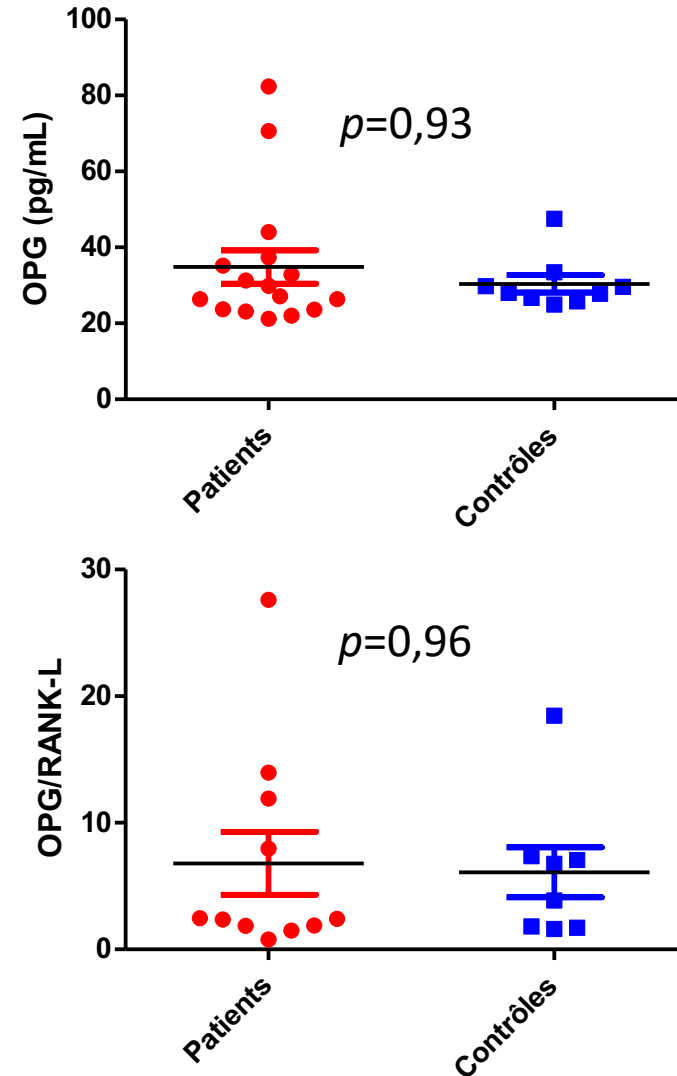 100
80
60
40
20
0
OPG (pg/mL)
p=0,93
Patients
Contrôles
30
20
10
0
OPG/RANK-L
p=0,96
Patients
Contrôles